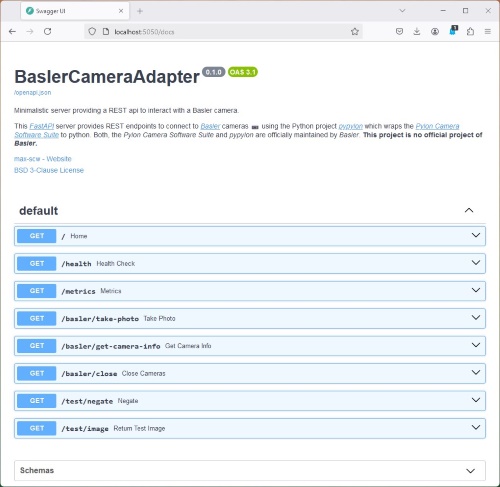 Swagger UI
localhost:5050/docs
1
BaslerCameraAdapter 0.1.0 OAS 3.1
/openapi.json
Minimalistic server providing a REST api to interact with a Basler camera.
This FastAPI server provides REST endpoints to connect to Basler cameras 📷 using the Python project pypylon which wraps the Pylon Camera
Software Suite to python. Both, the Pylon Camera Software Suite and pypylon are officially maintained by Basler. This project is no official project of
Basler.
max-scw - Website
BSD 3-Clause License
default
GET / Home
GET /health Health Check
GET /metrics Metrics
GET /basler/take-photo Take Photo
GET /basler/get-camera-info Get Camera Info
GET /basler/close Close Cameras
GET /test/negate Negate
GET /test/image Return Test Image
Schemas